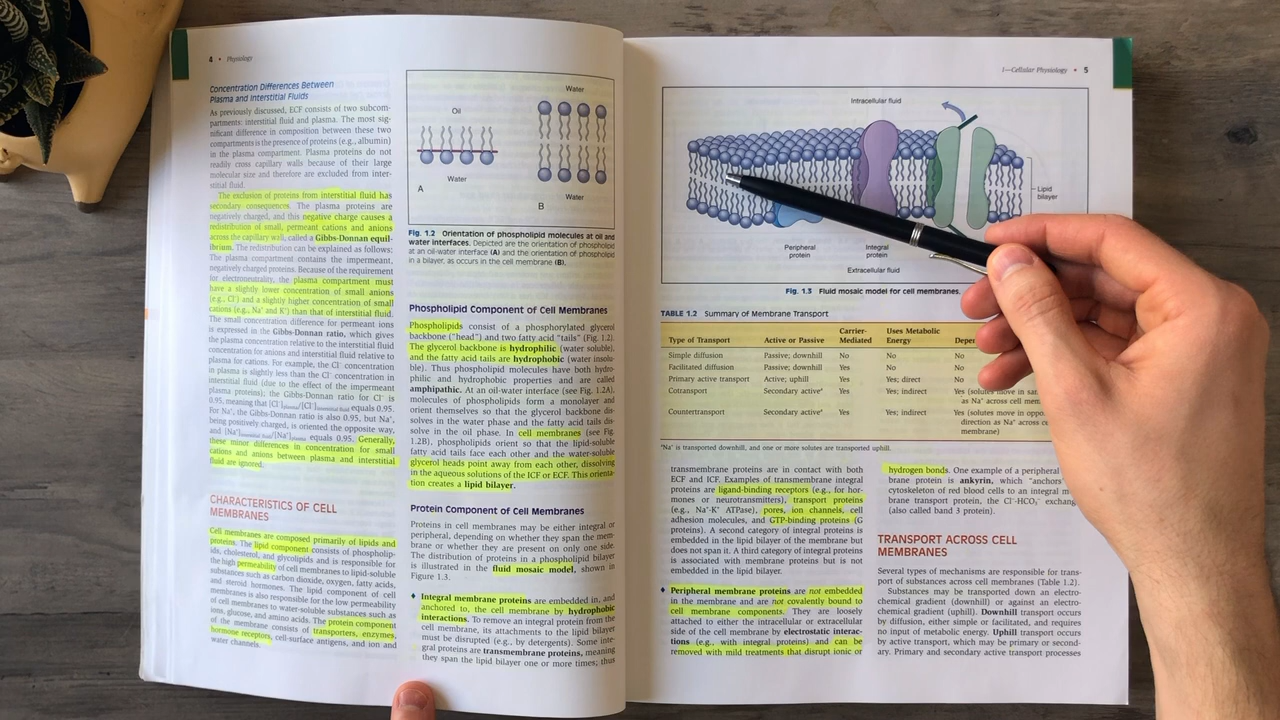 4 • Physiology
Concentration Differences Between
Plasma and Interstitial Fluids
As previously discussed, ECF consists of two subcom-
partments: interstitial fluid and plasma. The most sig-
nificant difference in composition between these two
compartments is the presence of proteins (e.g., albumin)
in the plasma compartment. Plasma proteins do not
readily cross capillary walls because of their large
molecular size and therefore are excluded from inter-
stitial fluid.
The exclusion of proteins from interstitial fluid has
secondary consequences. The plasma proteins are
negatively charged, and this negative charge causes a
redistribution of small, permeant cations and anions
across the capillary wall, called a Gibbs-Donnan equil-
ibrium. The redistribution can be explained as follows:
The plasma compartment contains the impermeant,
negatively charged proteins. Because of the requirement
for electroneutrality, the plasma compartment must
have a slightly lower concentration of small anions
(e.g., Cl⁻) and a slightly higher concentration of small
cations (e.g., Na⁺ and K⁺) than that of interstitial fluid.
The small concentration difference for permeant ions
is expressed in the Gibbs-Donnan ratio, which gives
the plasma concentration relative to the interstitial fluid
concentration for anions and interstitial fluid relative to
plasma for cations. For example, the Cl⁻ concentration
in plasma is slightly less than the Cl⁻ concentration in
interstitial fluid (due to the effect of the impermeant
plasma proteins); the Gibbs-Donnan ratio for Cl⁻ is
0.95, meaning that [Cl⁻]plasma/[Cl⁻]interstitial fluid equals 0.95.
For Na⁺, the Gibbs-Donnan ratio is also 0.95, but Na⁺,
being positively charged, is oriented the opposite way,
and [Na⁺]interstitial fluid/[Na⁺]plasma equals 0.95. Generally,
these minor differences in concentration for small
cations and anions between plasma and interstitial
fluid are ignored.
CHARACTERISTICS OF CELL
MEMBRANES
Cell membranes are composed primarily of lipids and
proteins. The lipid component consists of phospholip-
ids, cholesterol, and glycolipids and is responsible for
the high permeability of cell membranes to lipid-soluble
substances such as carbon dioxide, oxygen, fatty acids,
and steroid hormones. The lipid component of cell
membranes is also responsible for the low permeability
of cell membranes to water-soluble substances such as
ions, glucose, and amino acids. The protein component
of the membrane consists of transporters, enzymes,
hormone receptors, cell-surface antigens, and ion and
water channels.
Oil
Water
A
Water
B
Water
Fig. 1.2 Orientation of phospholipid molecules at oil and
water interfaces. Depicted are the orientation of phospholipid
at an oil-water interface (A) and the orientation of phospholipid
in a bilayer, as occurs in the cell membrane (B).
Phospholipid Component of Cell Membranes
Phospholipids consist of a phosphorylated glycerol
backbone ("head") and two fatty acid "tails" (Fig. 1.2).
The glycerol backbone is hydrophilic (water soluble),
and the fatty acid tails are hydrophobic (water insolu-
ble). Thus phospholipid molecules have both hydro-
philic and hydrophobic properties and are called
amphipathic. At an oil-water interface (see Fig. 1.2A),
molecules of phospholipids form a monolayer and
orient themselves so that the glycerol backbone dis-
solves in the water phase and the fatty acid tails dis-
solve in the oil phase. In cell membranes (see Fig.
1.2B), phospholipids orient so that the lipid-soluble
fatty acid tails face each other and the water-soluble
glycerol heads point away from each other, dissolving
in the aqueous solutions of the ICF or ECF. This orienta-
tion creates a lipid bilayer.
Protein Component of Cell Membranes
Proteins in cell membranes may be either integral or
peripheral, depending on whether they span the mem-
brane or whether they are present on only one side.
The distribution of proteins in a phospholipid bilayer
is illustrated in the fluid mosaic model, shown in
Figure 1.3.
♦ Integral membrane proteins are embedded in, and
anchored to, the cell membrane by hydrophobic
interactions. To remove an integral protein from the
cell membrane, its attachments to the lipid bilayer
must be disrupted (e.g., by detergents). Some inte-
gral proteins are transmembrane proteins, meaning
they span the lipid bilayer one or more times; thus
I—Cellular Physiology • 5
Intracellular fluid
Lipid
bilayer
Peripheral
protein
Integral
protein
Extracellular fluid
Fig. 1.3 Fluid mosaic model for cell membranes.
TABLE 1.2 Summary of Membrane Transport
Type of Transport Active or Passive Carrier-Mediated Uses Metabolic Energy
Simple diffusion Passive; downhill No No No
Facilitated diffusion Passive; downhill Yes No No
Primary active transport Active; uphill Yes Yes; direct No
Cotransport Secondary activeᵃ Yes Yes; indirect Yes (solutes move in
as Na⁺ across cell
Countertransport Secondary activeᵃ Yes Yes; indirect Yes (solutes move in
direction as Na⁺ across
membrane)
ᵃNa⁺ is transported downhill, and one or more solutes are transported uphill.
transmembrane proteins are in contact with both
ECF and ICF. Examples of transmembrane integral
proteins are ligand-binding receptors (e.g., for hor-
mones or neurotransmitters), transport proteins
(e.g., Na⁺-K⁺ ATPase), pores, ion channels, cell
adhesion molecules, and GTP-binding proteins (G
proteins). A second category of integral proteins is
embedded in the lipid bilayer of the membrane but
does not span it. A third category of integral proteins
is associated with membrane proteins but is not
embedded in the lipid bilayer.
♦ Peripheral membrane proteins are not embedded
in the membrane and are not covalently bound to
cell membrane components. They are loosely
attached to either the intracellular or extracellular
side of the cell membrane by electrostatic interac-
tions (e.g., with integral proteins) and can be
removed with mild treatments that disrupt ionic or
hydrogen bonds. One example of a peripheral
brane protein is ankyrin, which "anchors"
cytoskeleton of red blood cells to an integral
brane transport protein, the Cl⁻-HCO₃⁻
(also called band 3 protein).
TRANSPORT ACROSS CELL
MEMBRANES
Several types of mechanisms are responsible for trans-
port of substances across cell membranes (Table 1.2).
Substances may be transported down an electro-
chemical gradient (downhill) or against an electro-
chemical gradient (uphill). Downhill transport occurs
by diffusion, either simple or facilitated, and requires
no input of metabolic energy. Uphill transport occurs
by active transport, which may be primary or second-
ary. Primary and secondary active transport processes